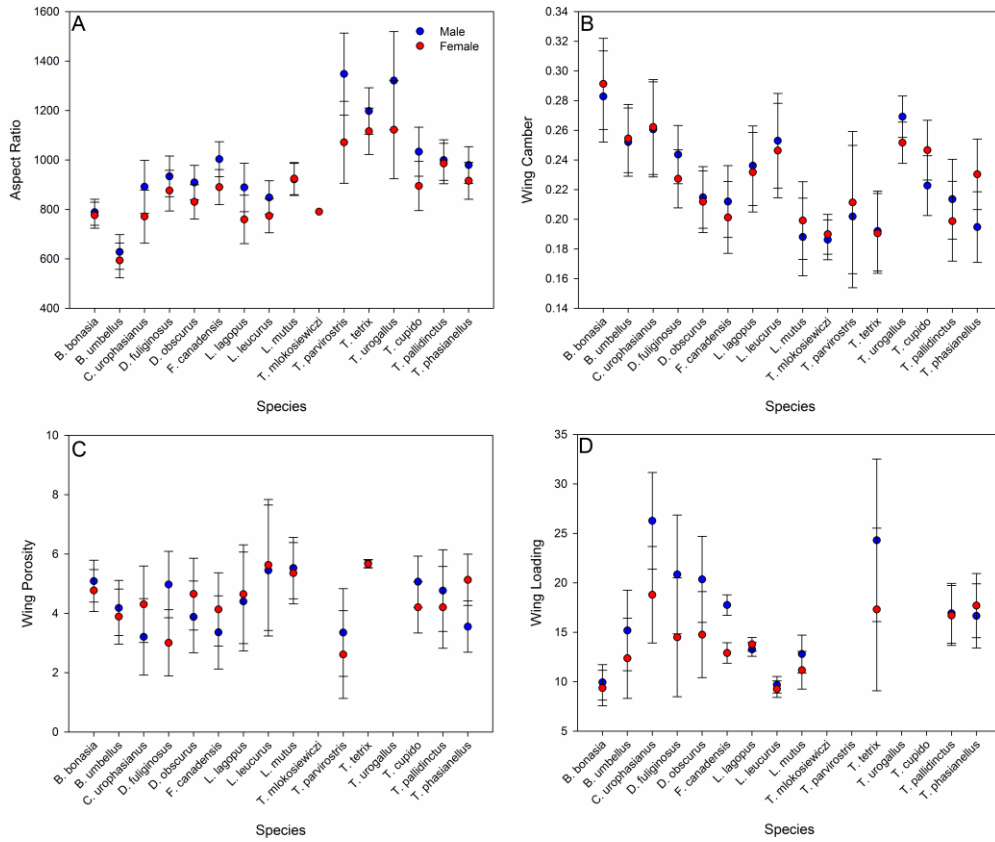 A
Male
Female
Aspect Ratio
1600
1400
1200
1000
800
600
400
B. bonasia
B. umbellus
C. urophasianus
D. fuliginosus
D. obscurus
F. canadensis
L. lagopus
L. leucurus
L. mutus
T. mlokosiewiczi
T. parvirostris
T. tetrix
T. urogallus
T. cupido
T. pallidinctus
T. phasianellus
Species
B
Wing Camber
0.34
0.32
0.30
0.28
0.26
0.24
0.22
0.20
0.18
0.16
0.14
B. bonasia
B. umbellus
C. urophasianus
D. fuliginosus
D. obscurus
F. canadensis
L. lagopus
L. leucurus
L. mutus
T. mlokosiewiczi
T. parvirostris
T. tetrix
T. urogallus
T. cupido
T. pallidinctus
T. phasianellus
Species
C
Wing Porosity
10
8
6
4
2
0
B. bonasia
B. umbellus
C. urophasianus
D. fuliginosus
D. obscurus
F. canadensis
L. lagopus
L. leucurus
L. mutus
T. mlokosiewiczi
T. parvirostris
T. tetrix
T. urogallus
T. cupido
T. pallidinctus
T. phasianellus
Species
D
Wing Loading
35
30
25
20
15
10
5
B. bonasia
B. umbellus
C. urophasianus
D. fuliginosus
D. obscurus
F. canadensis
L. lagopus
L. leucurus
L. mutus
T. mlokosiewiczi
T. parvirostris
T. tetrix
T. urogallus
T. cupido
T. pallidinctus
T. phasianellus
Species